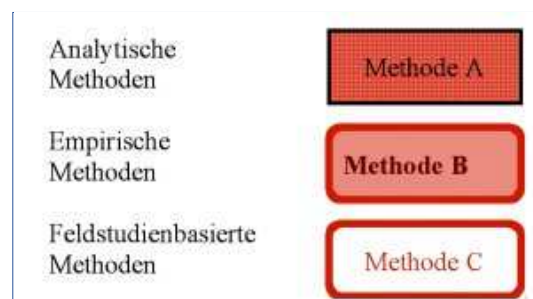 Analytische
Methoden
Methode A
Empirische
Methoden
Methode B
Feldstudienbasierte
Methoden
Methode C